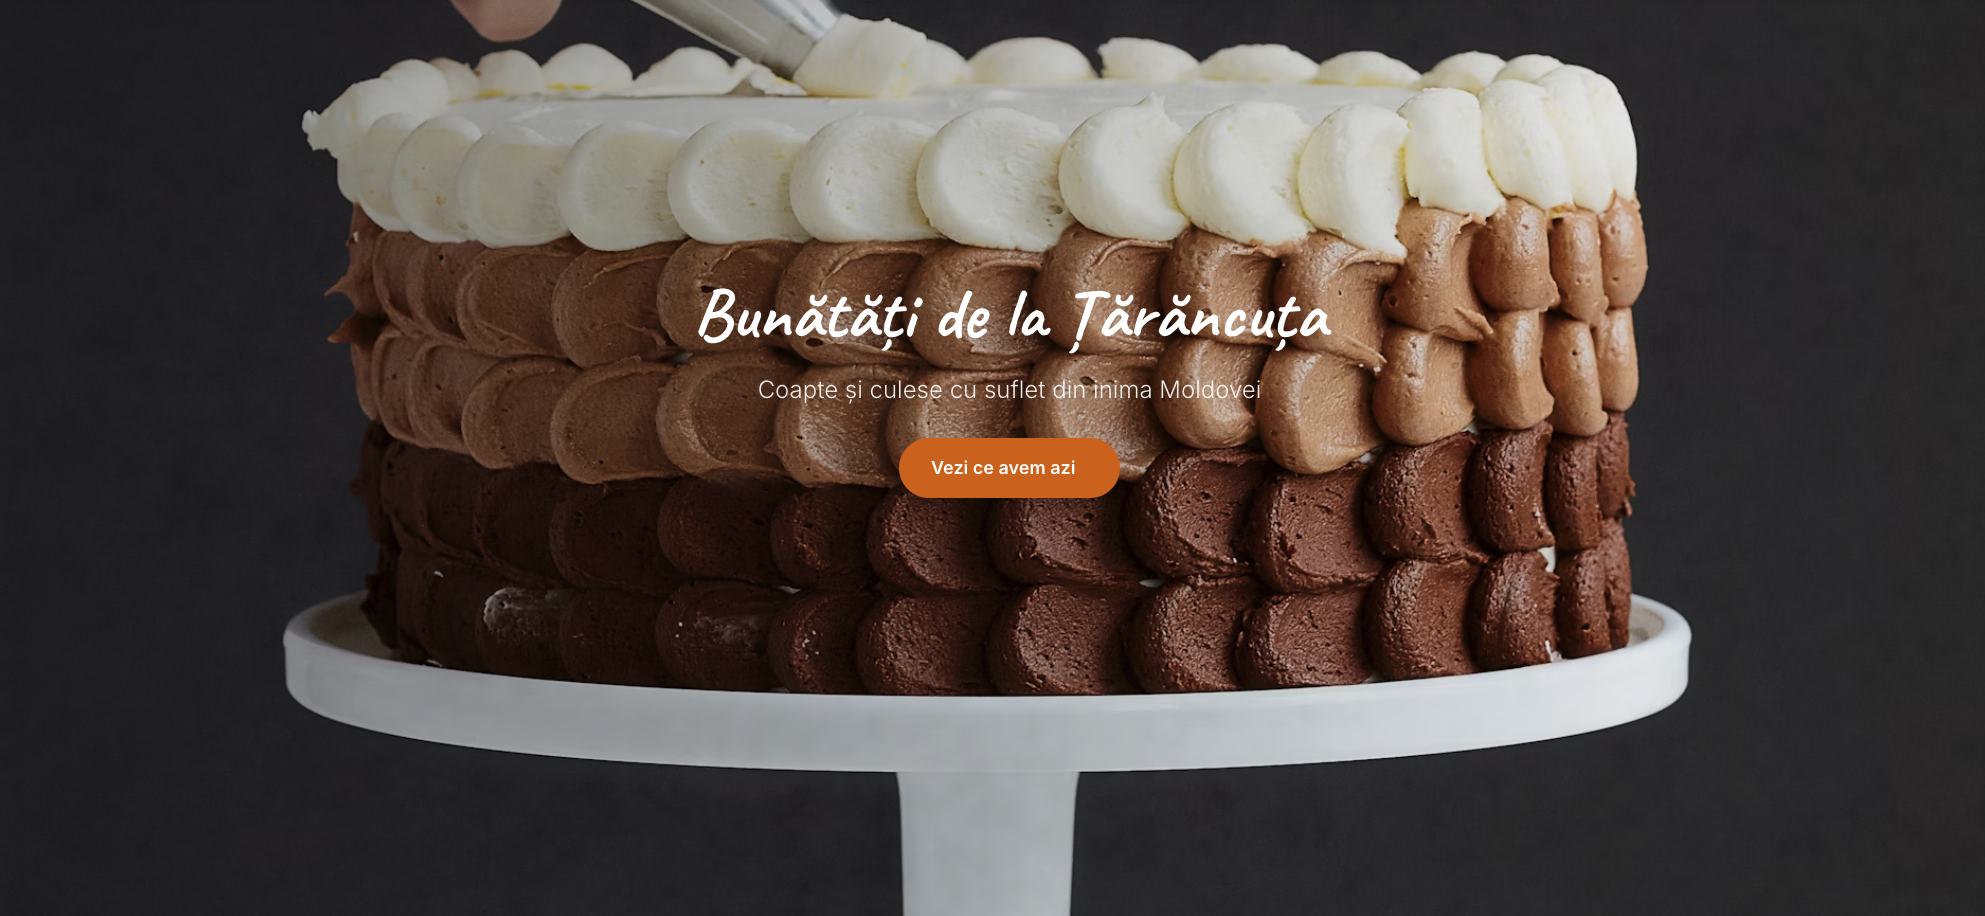 Bunătăți de la Țărăncuța
Coapte și culese cu suflet din inima Moldovei
Vezi ce avem azi